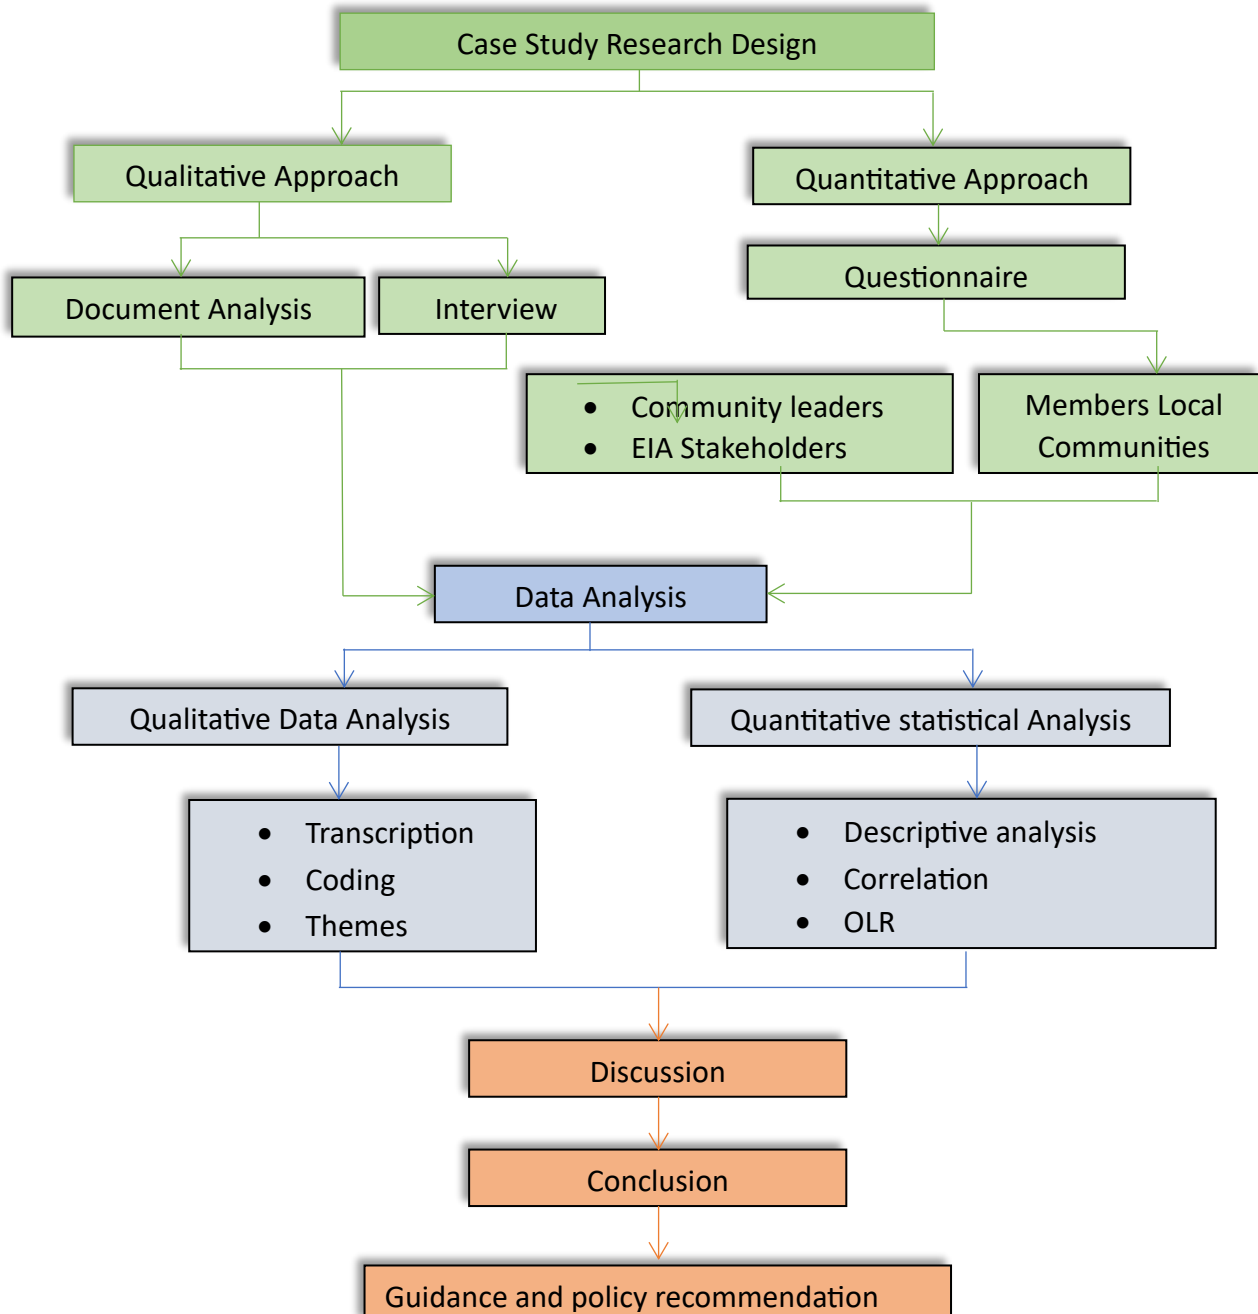 Case Study Research Design
Qualitative Approach
Quantitative Approach
Questionnaire
Document Analysis
Interview
• Community leaders
• EIA Stakeholders
Members Local
Communities
Data Analysis
Qualitative Data Analysis
Quantitative statistical Analysis
• Transcription
• Coding
• Themes
• Descriptive analysis
• Correlation
• OLR
Discussion
Conclusion
Guidance and policy recommendation